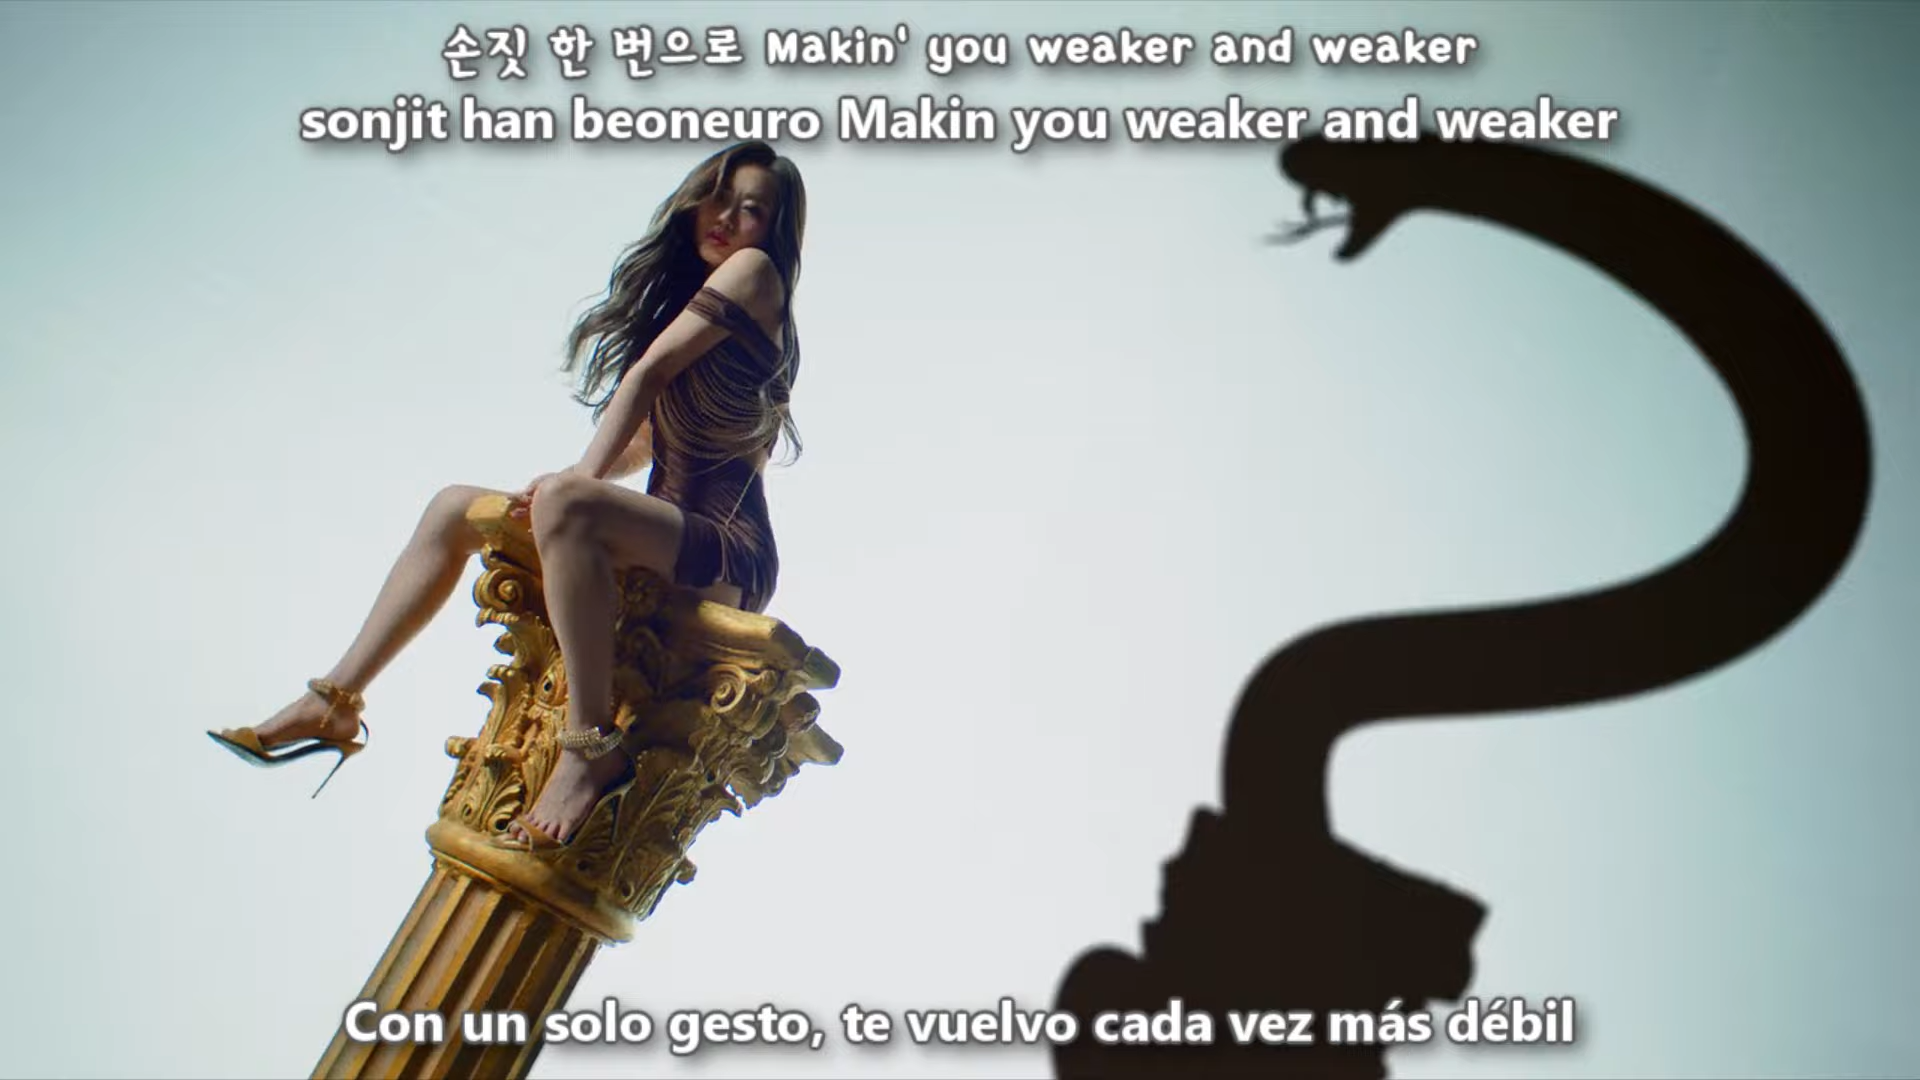 손짓 한 번으로 Makin' you weaker and weaker
sonjit han beoneuro Makin you weaker and weaker
Con un solo gesto, te vuelvo cada vez más débil